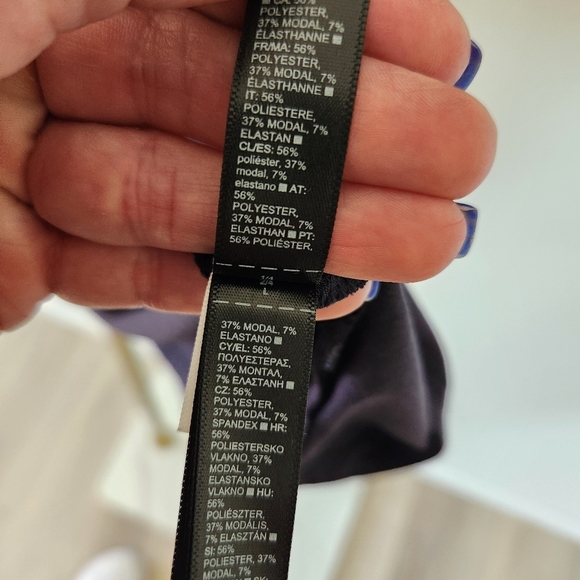 CA: 56%
POLYESTER,
37% MODAL, 7%
ÉLASTHANNE
FR/MA: 56%
POLYESTER,
37% MODAL, 7%
ÉLASTHANNE
IT: 56%
POLIESTERE,
37% MODAL, 7%
ELASTAN
CL/ES: 56%
poliéster, 37%
modal, 7%
elastano AT:
56%
POLYESTER,
37% MODAL, 7%
ELASTHAN PT:
56% POLIÉSTER,
2/4
37% MODAL, 7%
ELASTANO
CY/EL: 56%
ΠΟΛΥΕΣΤΕΡΑΣ,
37% ΜΟΝΤΑΛ,
7% ΕΛΑΣΤΑΝΗ
CZ: 56%
POLYESTER,
37% MODAL, 7%
SPANDEX HR:
56%
POLIESTERSKO
VLAKNO, 37%
MODAL, 7%
ELASTANSKO
VLAKNO HU:
56%
POLIÉSZTER,
37% MODÁLIS,
7% ELASZTÁN
SI: 56%
POLIESTER, 37%
MODAL, 7%